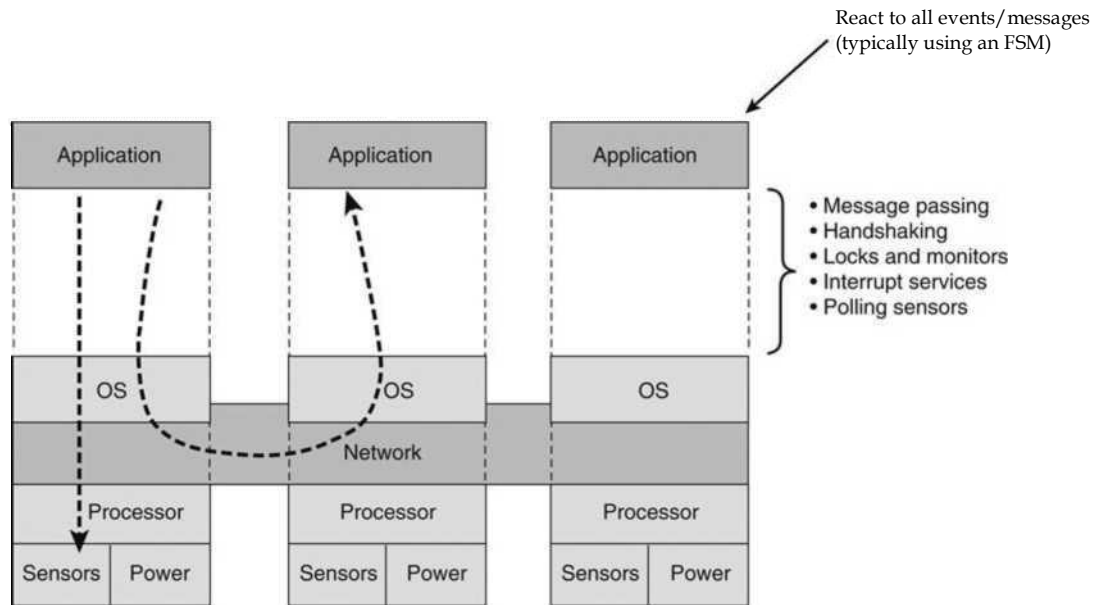 React to all events/messages
(typically using an FSM)
Application Application Application
• Message passing
• Handshaking
• Locks and monitors
• Interrupt services
• Polling sensors
OS OS OS
Network
Processor Processor Processor
Sensors Power Sensors Power Sensors Power